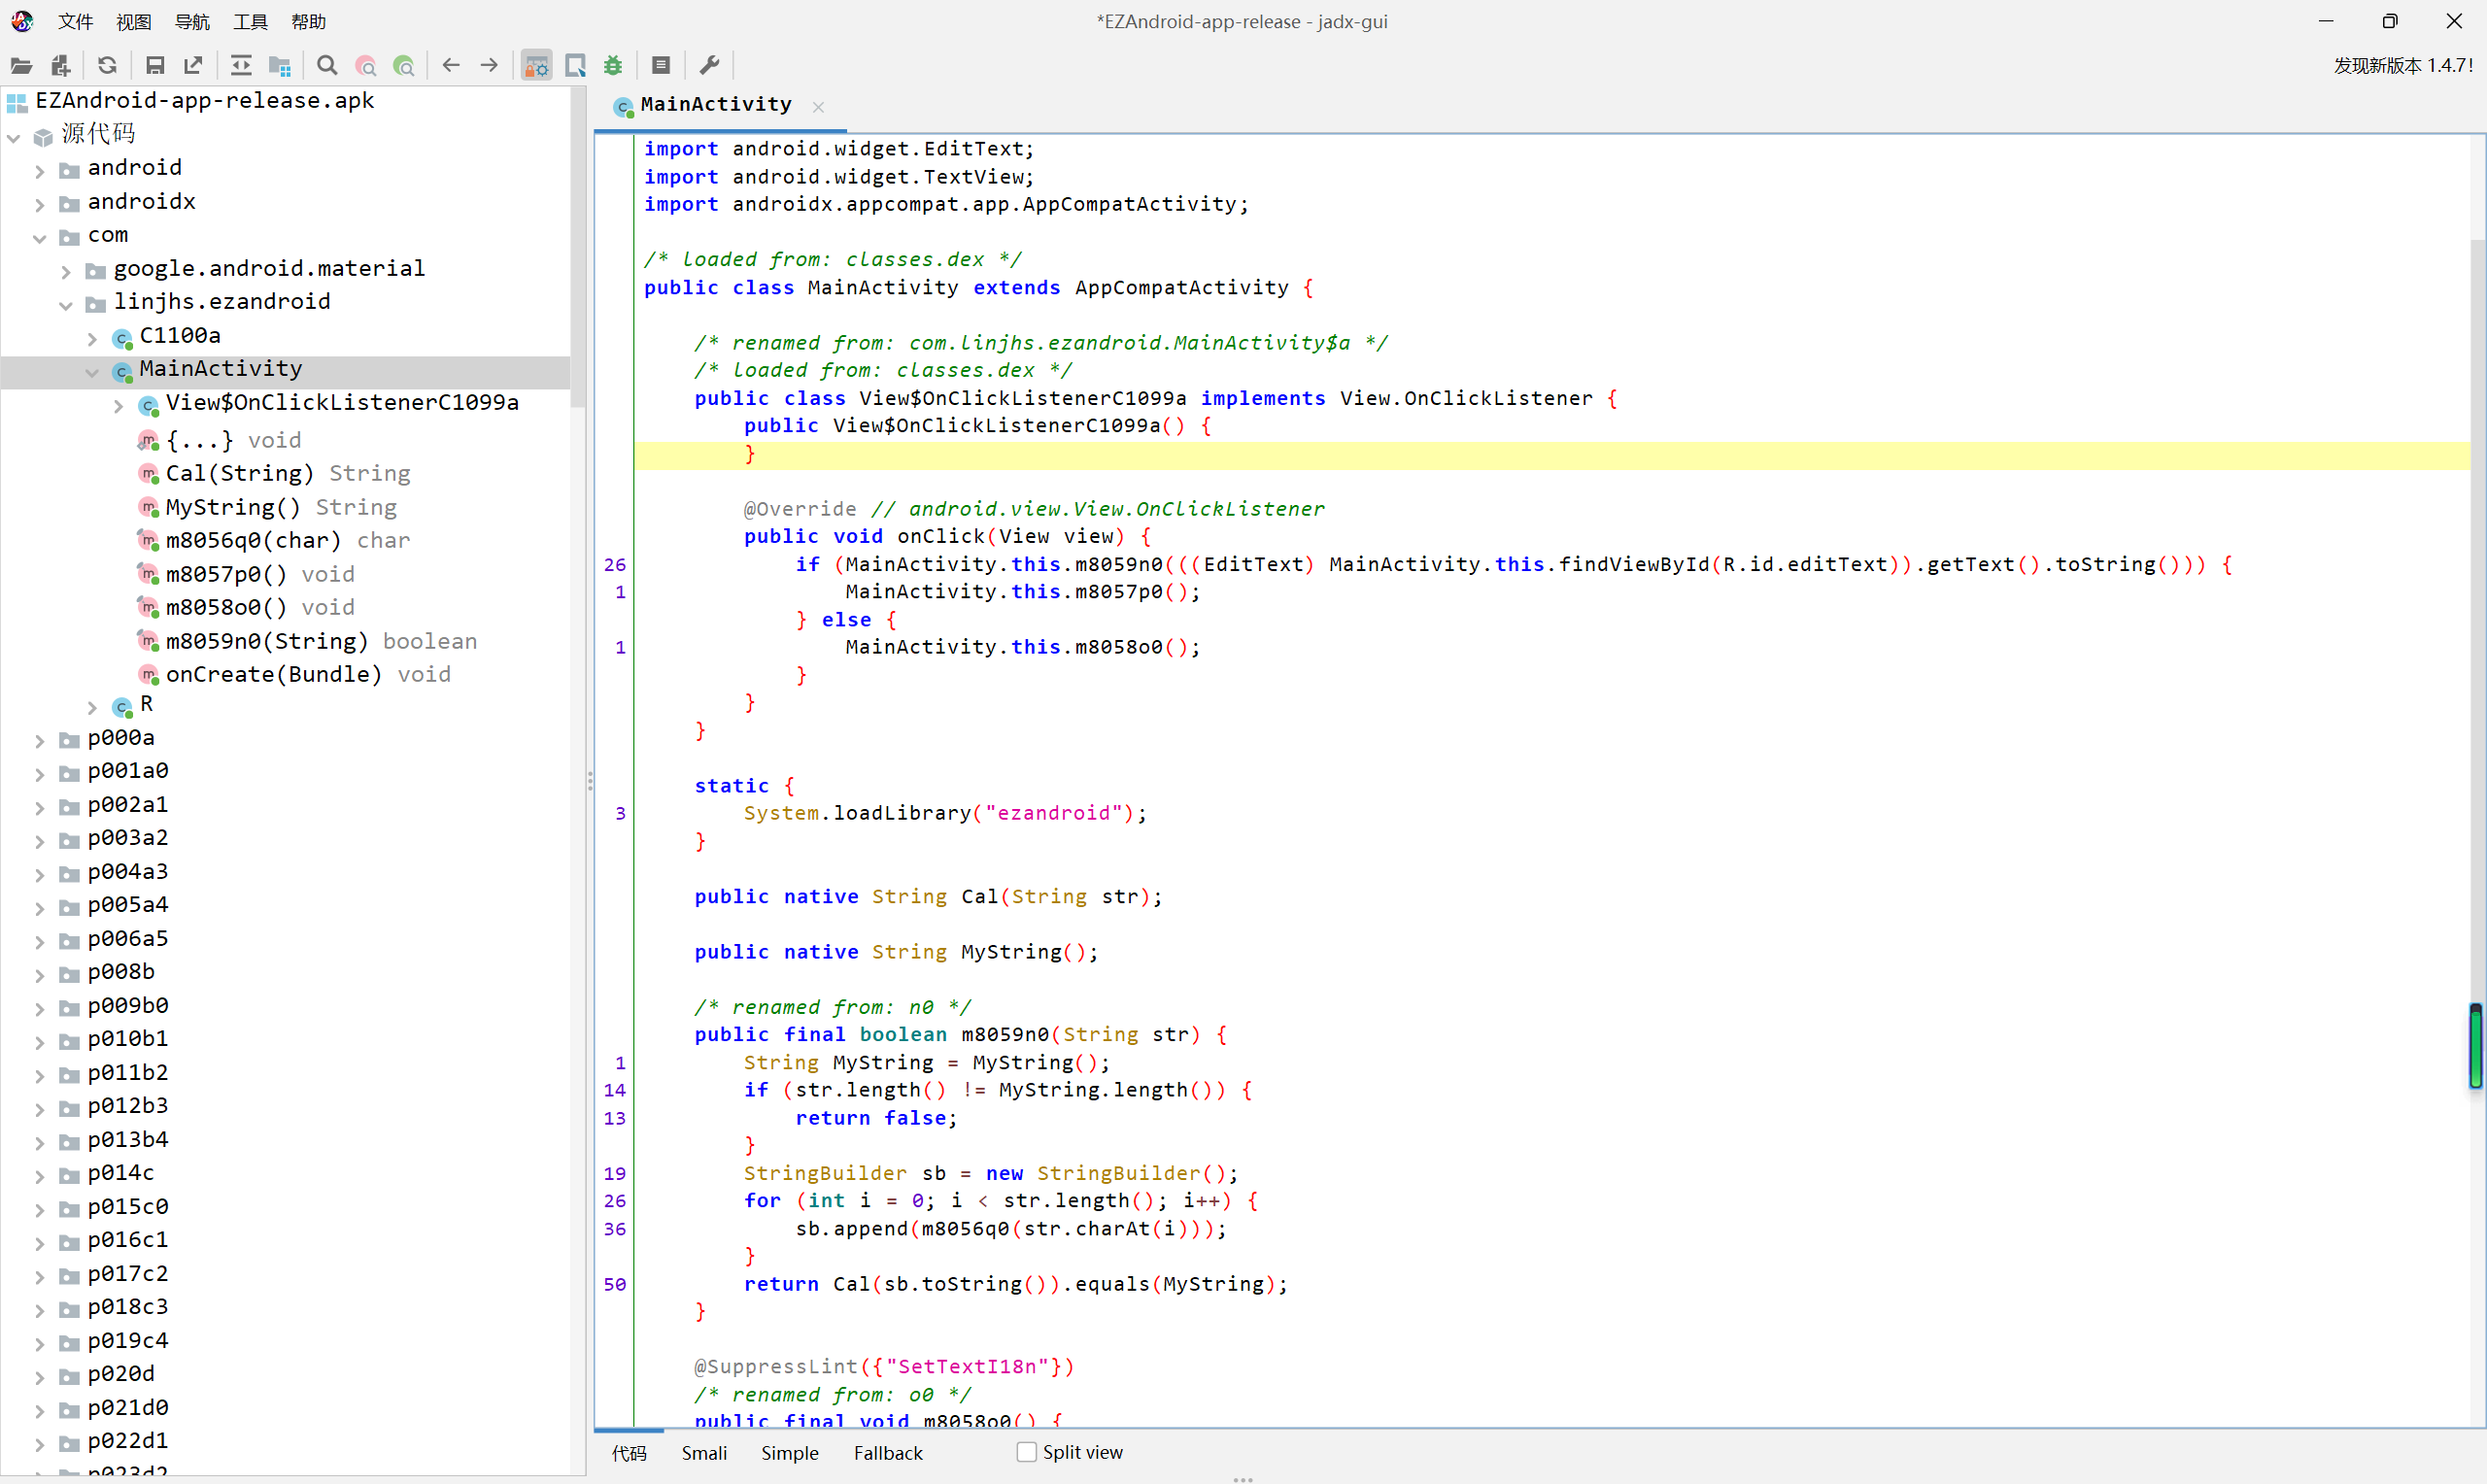 文件 视图 导航 工具 帮助
*EZAndroid-app-release - jadx-gui
发现新版本 1.4.7!
EZAndroid-app-release.apk
源代码
android
androidx
com
google.android.material
linjhs.ezandroid
C1100a
MainActivity
View$OnClickListenerC1099a
{...} void
Cal(String) String
MyString() String
m8056q0(char) char
m8057p0() void
m8058o0() void
m8059n0(String) boolean
onCreate(Bundle) void
R
p000a
p001a0
p002a1
p003a2
p004a3
p005a4
p006a5
p008b
p009b0
p010b1
p011b2
p012b3
p013b4
p014c
p015c0
p016c1
p017c2
p018c3
p019c4
p020d
p021d0
p022d1
p023d2
MainActivity
import android.widget.EditText;
import android.widget.TextView;
import androidx.appcompat.app.AppCompatActivity;
/* loaded from: classes.dex */
public class MainActivity extends AppCompatActivity {
/* renamed from: com.linjhs.ezandroid.MainActivity$a */
/* loaded from: classes.dex */
public class View$OnClickListenerC1099a implements View.OnClickListener {
public View$OnClickListenerC1099a() {
}
@Override // android.view.View.OnClickListener
public void onClick(View view) {
26 if (MainActivity.this.m8059n0(((EditText) MainActivity.this.findViewById(R.id.editText)).getText().toString())) {
1 MainActivity.this.m8057p0();
} else {
1 MainActivity.this.m8058o0();
}
}
}
static {
3 System.loadLibrary("ezandroid");
}
public native String Cal(String str);
public native String MyString();
/* renamed from: n0 */
public final boolean m8059n0(String str) {
1 String MyString = MyString();
14 if (str.length() != MyString.length()) {
13 return false;
}
19 StringBuilder sb = new StringBuilder();
26 for (int i = 0; i < str.length(); i++) {
36 sb.append(m8056q0(str.charAt(i)));
}
50 return Cal(sb.toString()).equals(MyString);
}
@SuppressLint({"SetTextI18n"})
/* renamed from: o0 */
public final void m8058o0() {
代码 Smali Simple Fallback Split view